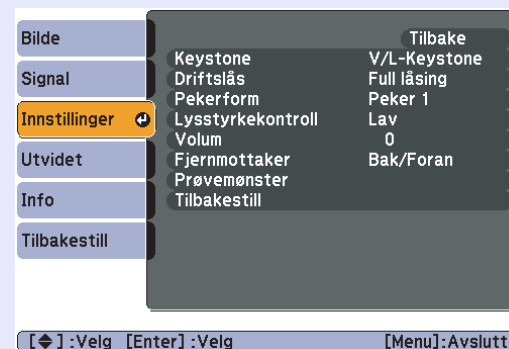 Bilde
Signal
Innstillinger
Utvidet
Info
Tilbakestill
Tilbake
Keystone V/L-Keystone
Driftslås Full låsing
Pekerform Peker 1
Lysstyrkekontroll Lav
Volum 0
Fjernmottaker Bak/Foran
Prøvemønster
Tilbakestill
[◆] :Velg [Enter] :Velg [Menu]:Avslutt